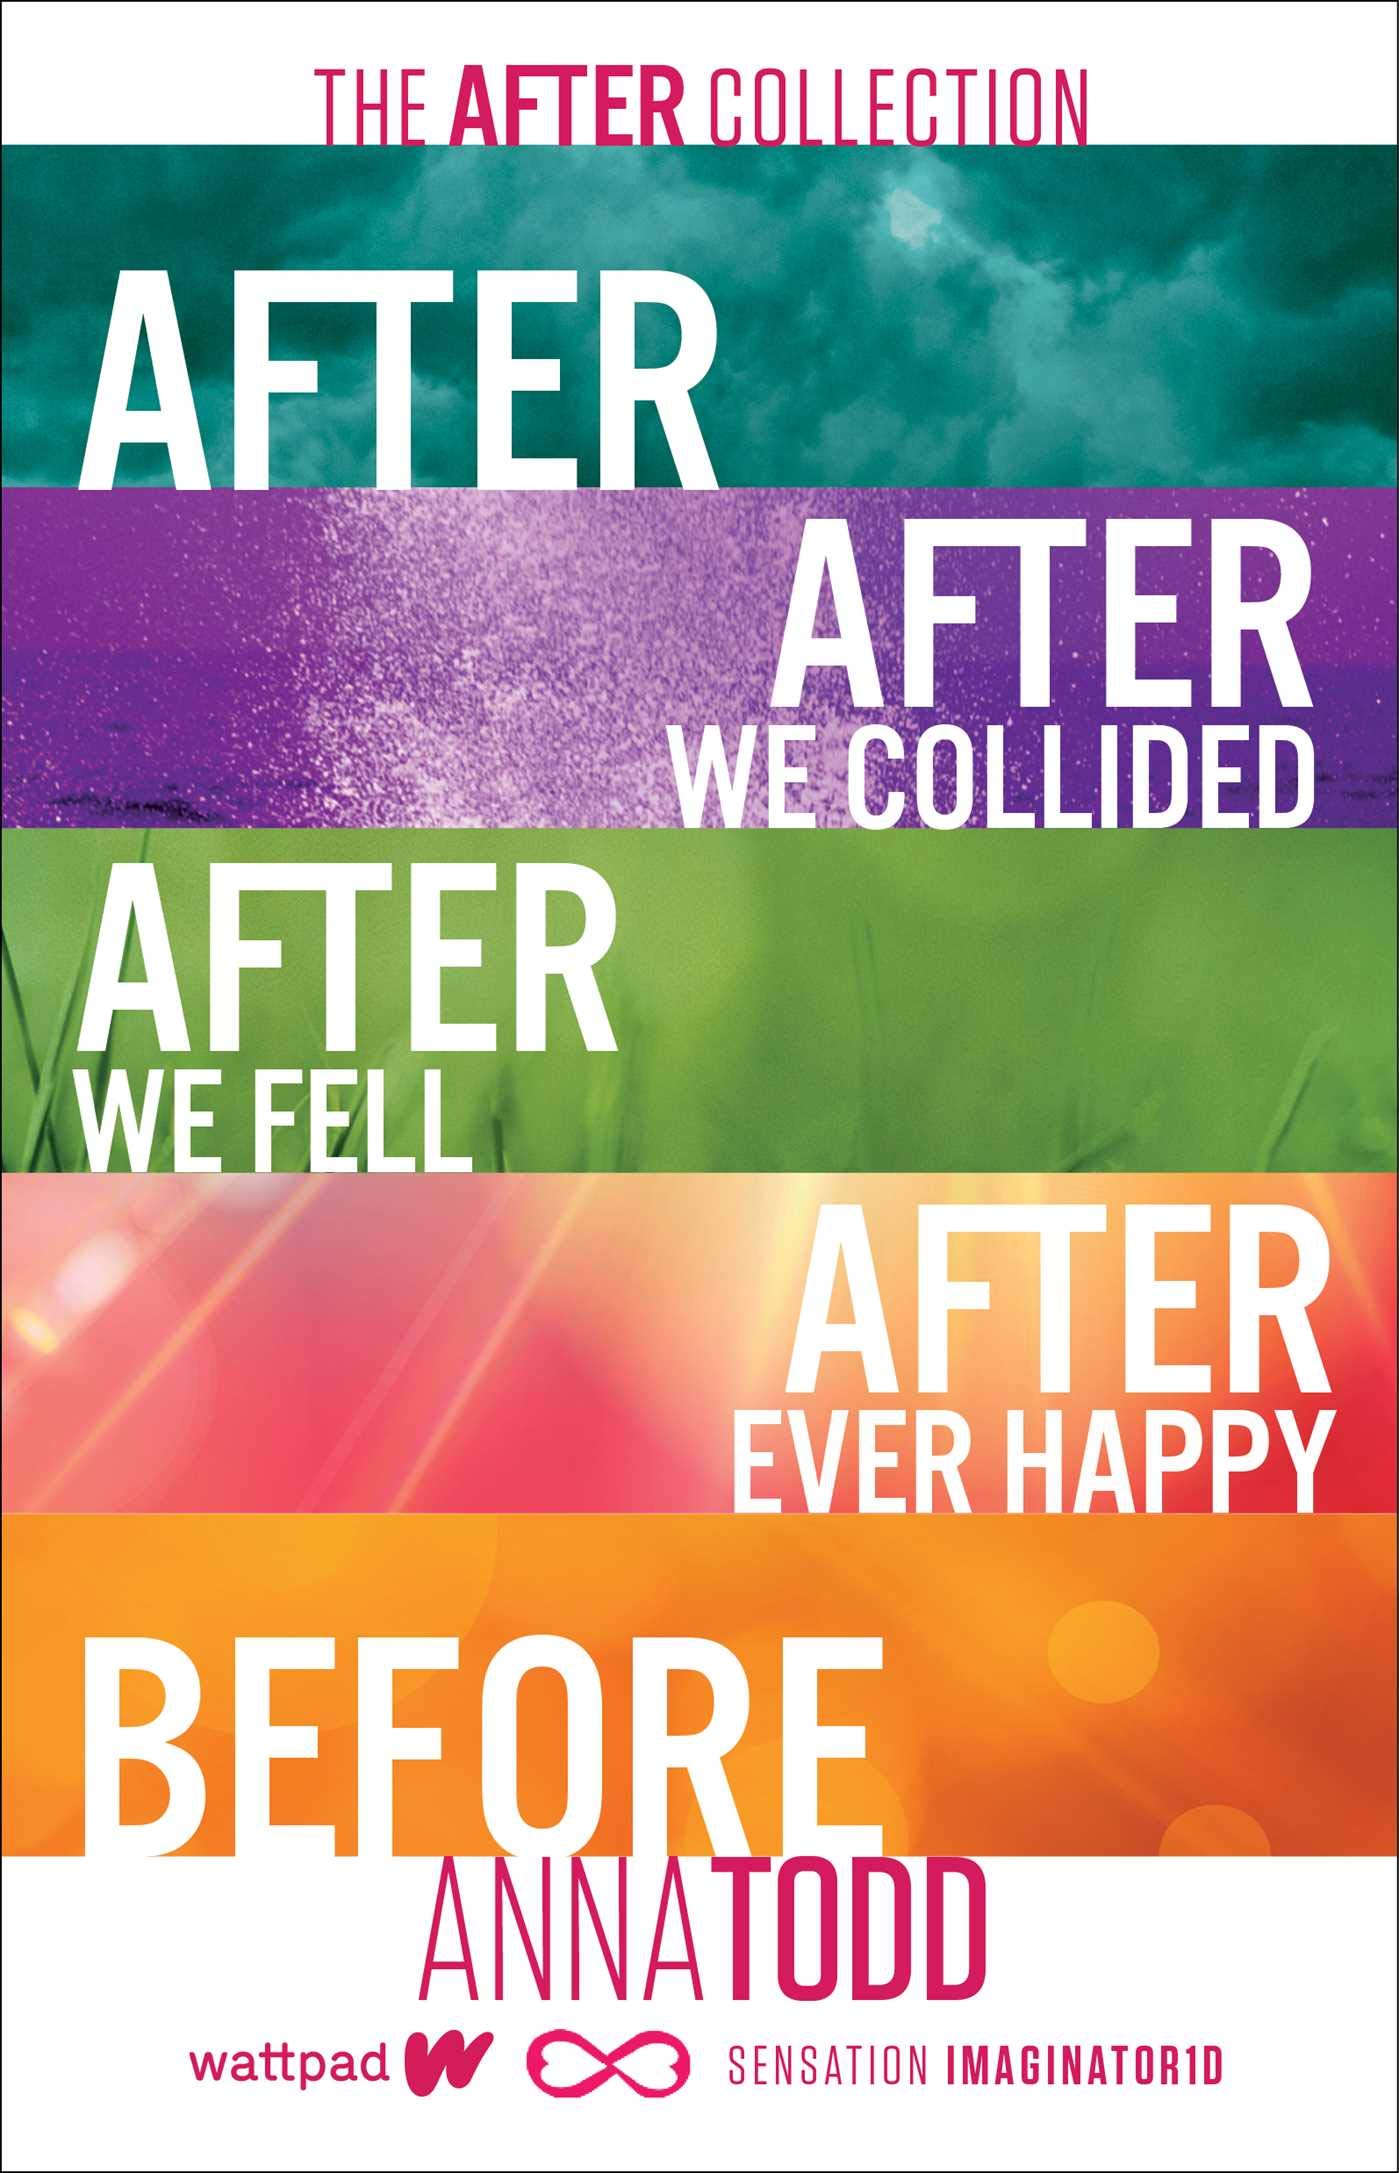 THE AFTER COLLECTION
AFTER
AFTER
WE COLLIDED
AFTER
WE FELL
AFTER
EVER HAPPY
BEFORE
ANNA TODD
wattpad W SENSATION IMAGINATOR1D